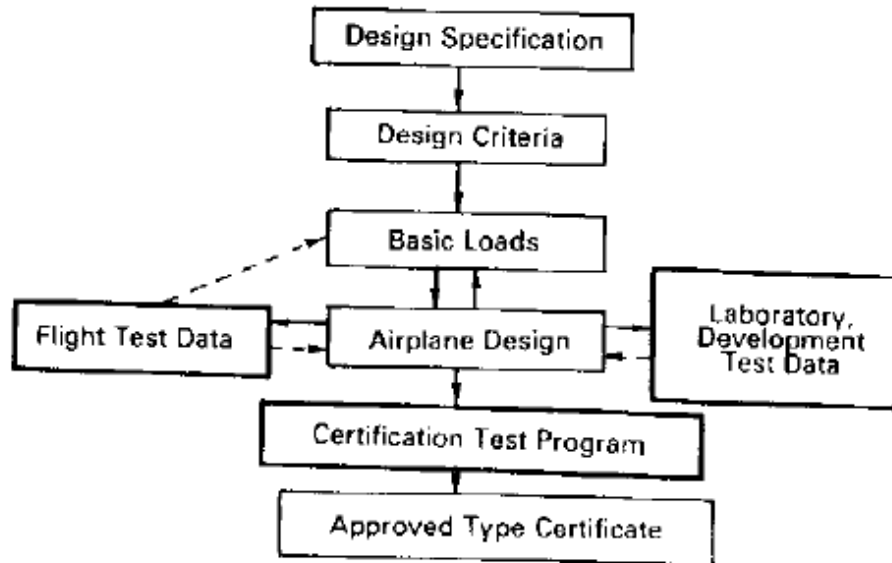 Design Specification
Design Criteria
Basic Loads
Flight Test Data
Airplane Design
Laboratory,
Development
Test Data
Certification Test Program
Approved Type Certificate